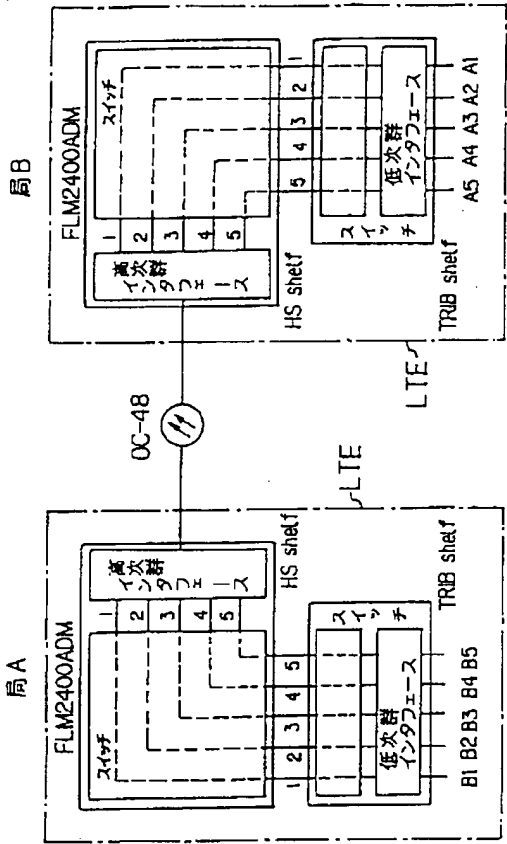 局A
FLM2400ADM
スイッチ
1
2
3
4
5
高次群
インタフェース
HS shelf
1
2
3
4
5
スイッチ
低次群
インタフェース
TRIB shelf
B1 B2 B3 B4 B5
LTE
OC-48
局B
FLM2400ADM
1
2
3
4
5
高次群
インタフェース
スイッチ
HS shelf
5
4
3
2
1
スイッチ
低次群
インタフェース
TRIB shelf
A5 A4 A3 A2 A1
LTE